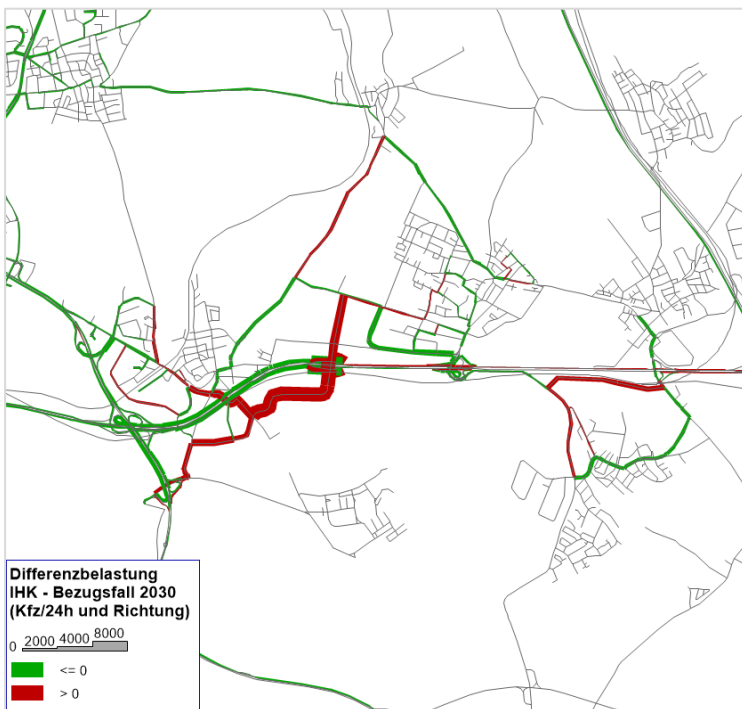 Differenzbelastung
IHK - Bezugsfall 2030
(Kfz/24h und Richtung)
0 2000 4000 8000
<= 0
> 0